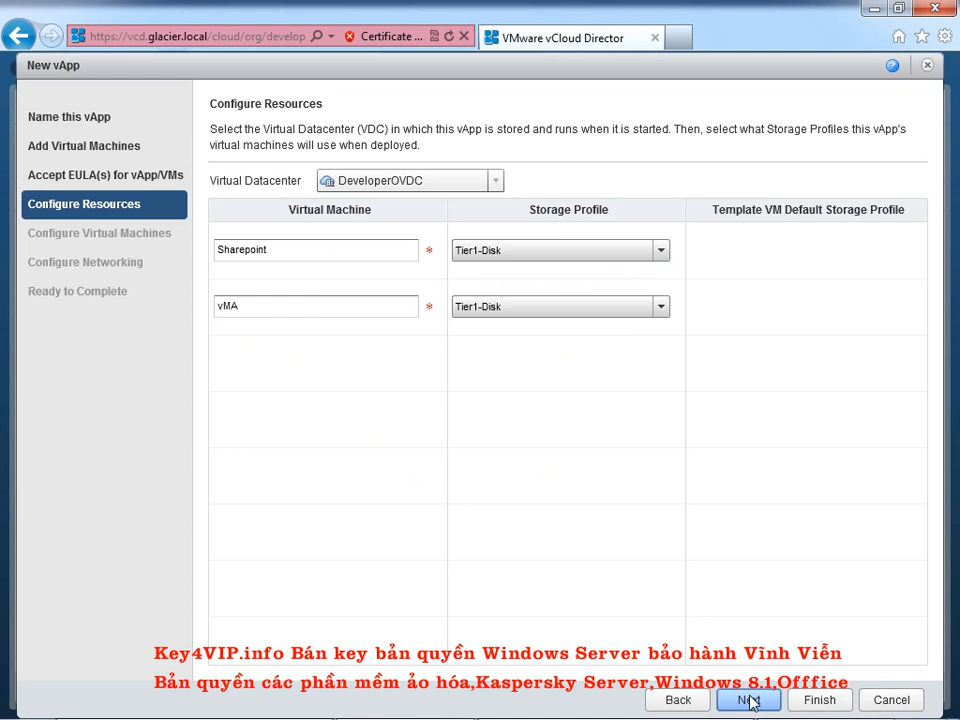 https://vcd.glacier.local/cloud/org/develop
Certificate ...
VMware vCloud Director
New vApp
Name this vApp
Add Virtual Machines
Accept EULA(s) for vApp/VMs
Configure Resources
Configure Virtual Machines
Configure Networking
Ready to Complete
Configure Resources
Select the Virtual Datacenter (VDC) in which this vApp is stored and runs when it is started. Then, select what Storage Profiles this vApp's
virtual machines will use when deployed.
Virtual Datacenter DeveloperOVDC
Virtual Machine Storage Profile Template VM Default Storage Profile
Sharepoint * Tier1-Disk
vMA * Tier1-Disk
Key4VIP.info Bán key bản quyền Windows Server bảo hành Vĩnh Viễn
Bản quyền các phần mềm ảo hóa,Kaspersky Server,Windows 8.1,Offfice
Back Next Finish Cancel